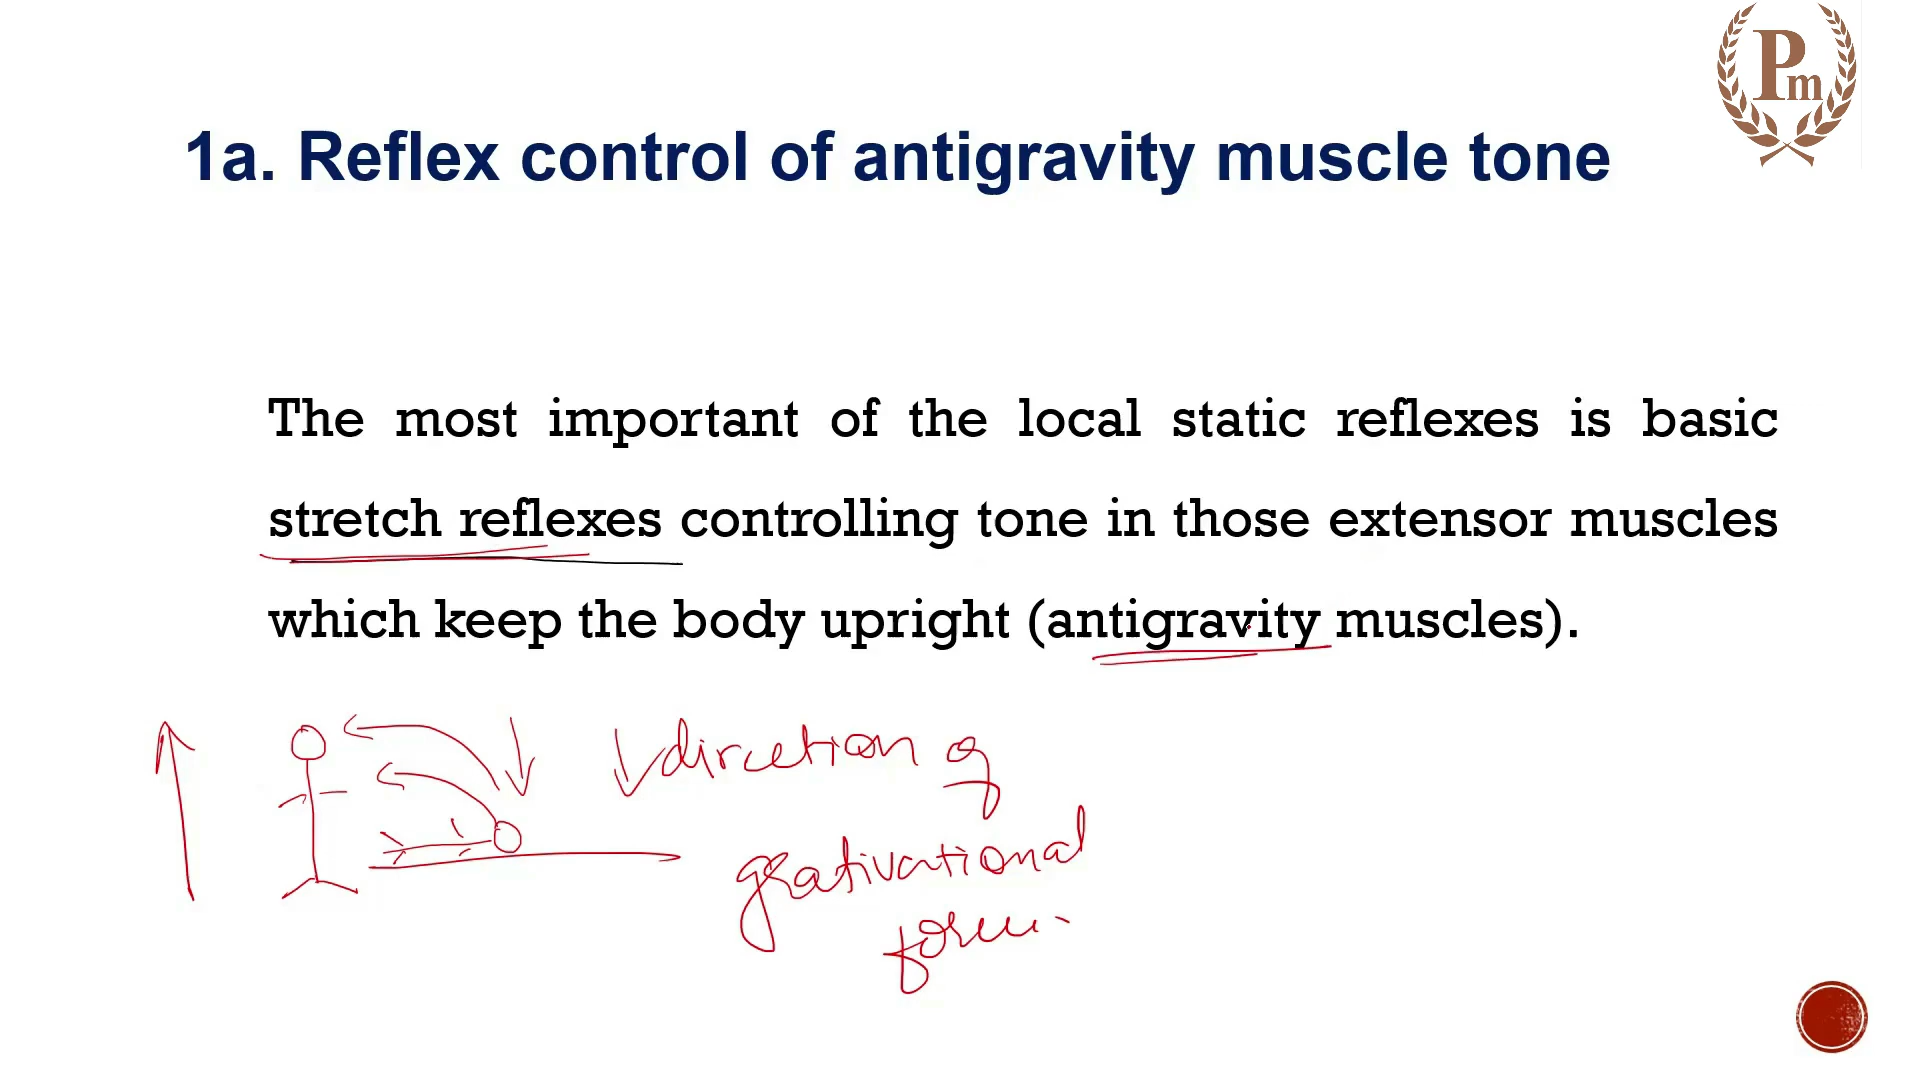 Pm
1a. Reflex control of antigravity muscle tone
The most important of the local static reflexes is basic
stretch reflexes controlling tone in those extensor muscles
which keep the body upright (antigravity muscles).
↓ direction of
grativational
force.